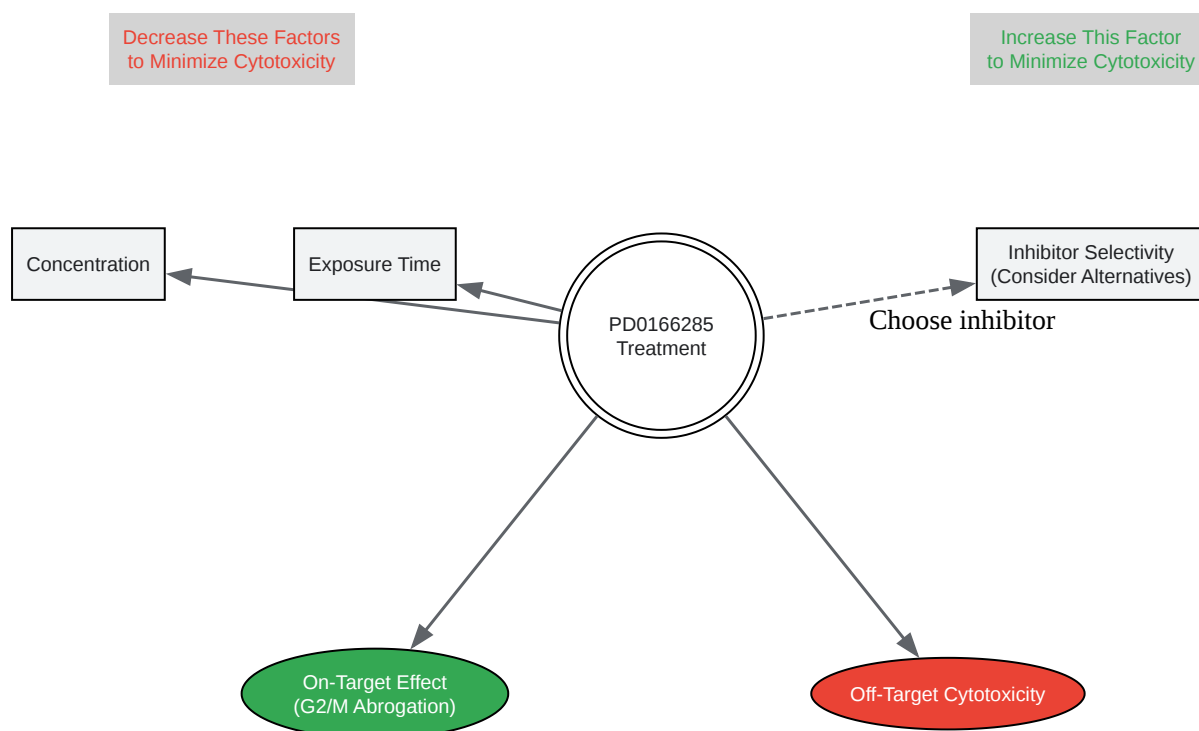 Decrease These Factors
to Minimize Cytotoxicity
Increase This Factor
to Minimize Cytotoxicity
Concentration
Exposure Time
PD0166285
Treatment
Inhibitor Selectivity
(Consider Alternatives)
Choose inhibitor
On-Target Effect
(G2/M Abrogation)
Off-Target Cytotoxicity